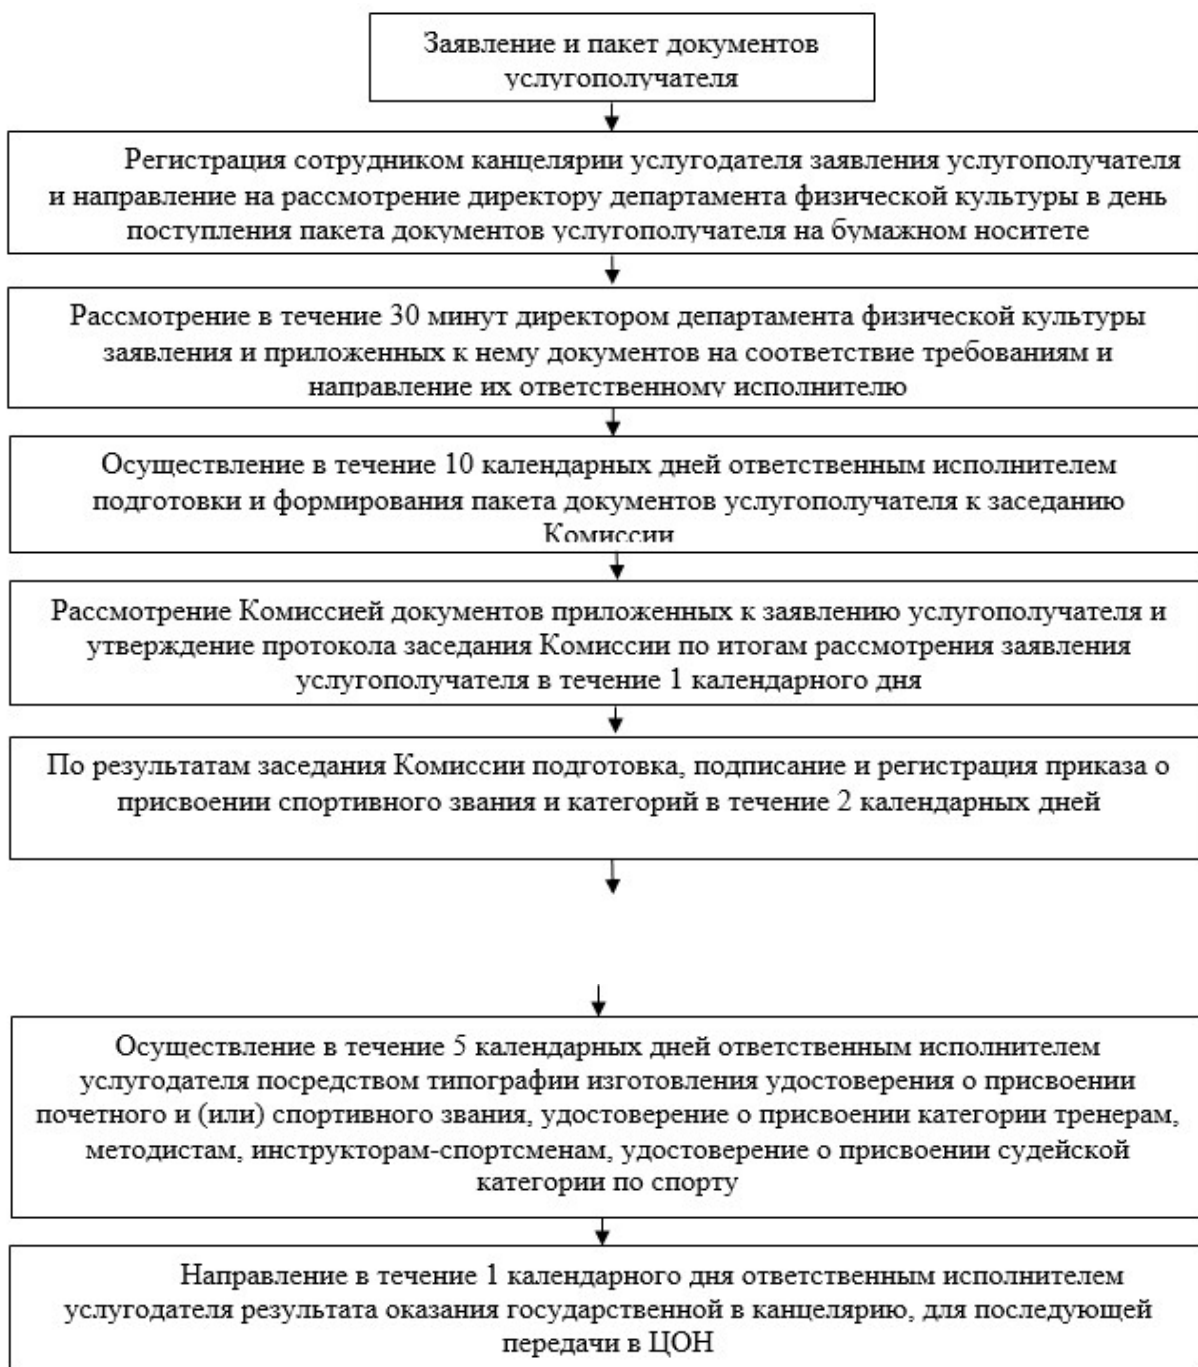 Заявление и пакет документов
услугополучателя
Регистрация сотрудником канцелярии услугодателя заявления услугополучателя
и направление на рассмотрение директору департамента физической культуры в день
поступления пакета документов услугополучателя на бумажном носитете
Рассмотрение в течение 30 минут директором департамента физической культуры
заявления и приложенных к нему документов на соответствие требованиям и
направление их ответственному исполнителю
Осуществление в течение 10 календарных дней ответственным исполнителем
подготовки и формирования пакета документов услугополучателя к заседанию
Комиссии
Рассмотрение Комиссией документов приложенных к заявлению услугополучателя и
утверждение протокола заседания Комиссии по итогам рассмотрения заявления
услугополучателя в течение 1 календарного дня
По результатам заседания Комиссии подготовка, подписание и регистрация приказа о
присвоении спортивного звания и категорий в течение 2 календарных дней
Осуществление в течение 5 календарных дней ответственным исполнителем
услугодателя посредством типографии изготовления удостоверения о присвоении
почетного и (или) спортивного звания, удостоверение о присвоении категории тренерам,
методистам, инструкторам-спортсменам, удостоверение о присвоении судейской
категории по спорту
Направление в течение 1 календарного дня ответственным исполнителем
услугодателя результата оказания государственной в канцелярию, для последующей
передачи в ЦОН